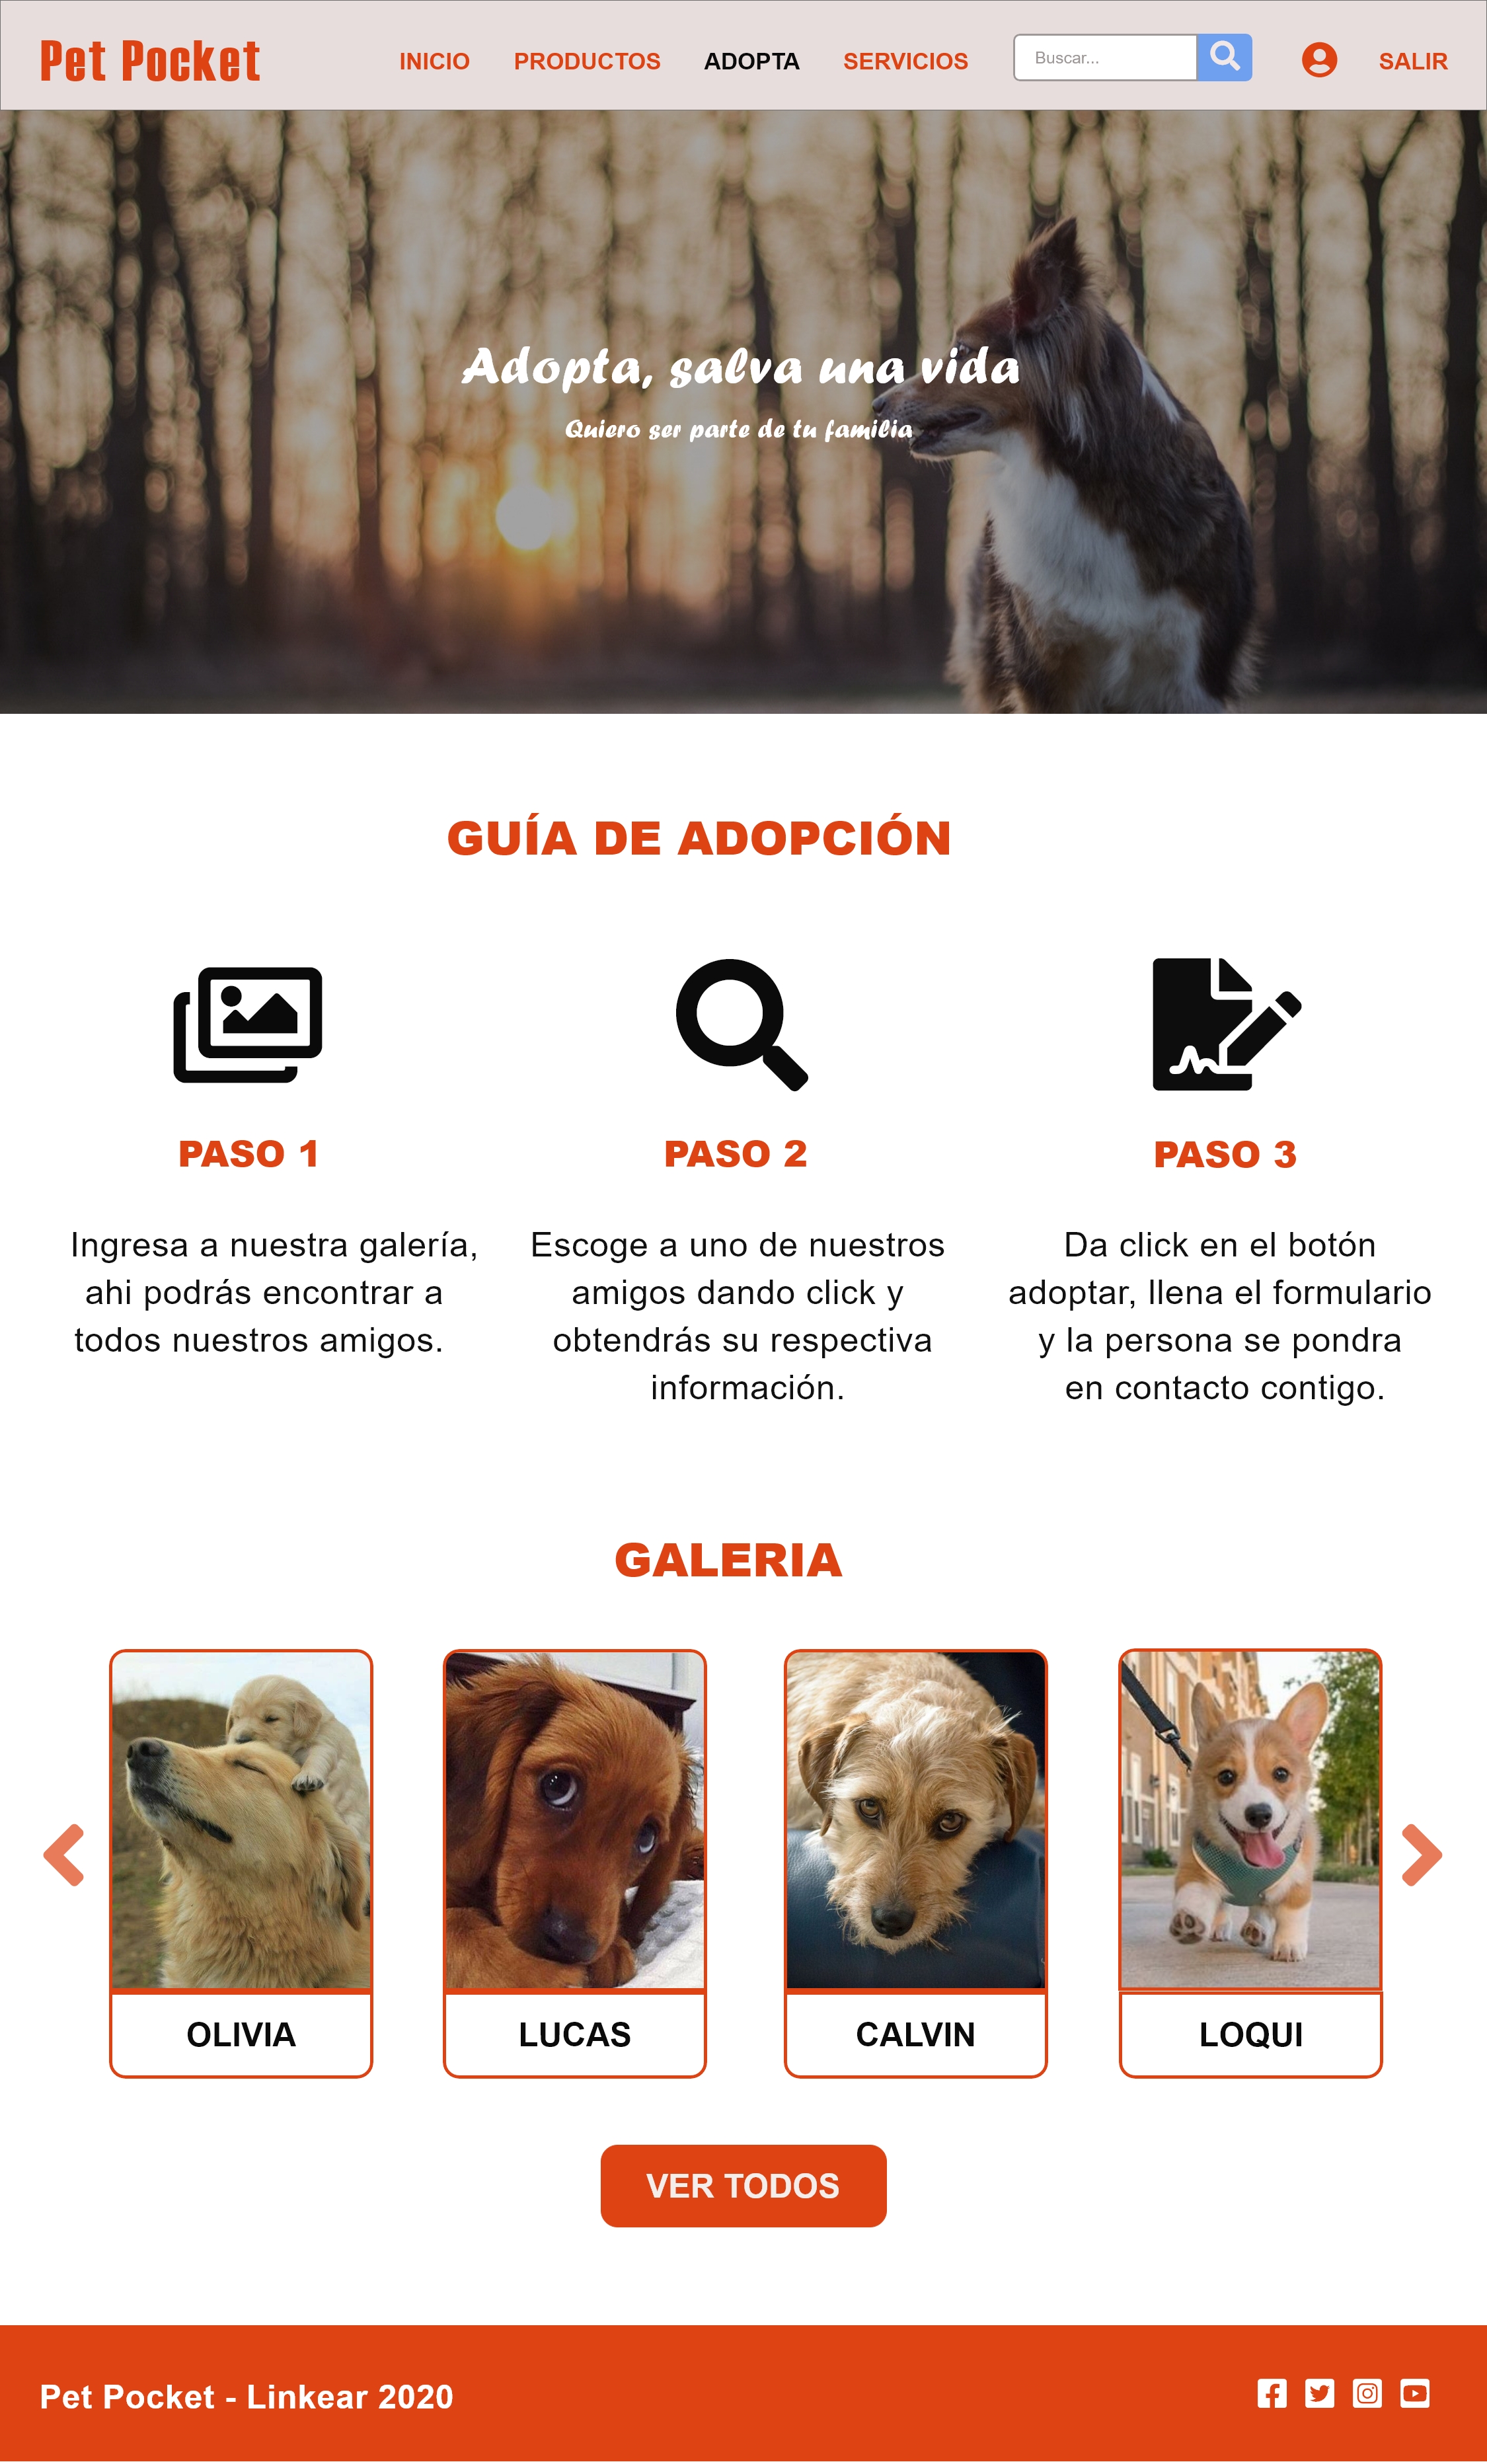 Pet Pocket
INICIO PRODUCTOS ADOPTA SERVICIOS Buscar... SALIR
Adopta, salva una vida
Quiero ser parte de tu familia
GUÍA DE ADOPCIÓN
PASO 1
Ingresa a nuestra galería,
ahi podrás encontrar a
todos nuestros amigos.
PASO 2
Escoge a uno de nuestros
amigos dando click y
obtendrás su respectiva
información.
PASO 3
Da click en el botón
adoptar, llena el formulario
y la persona se pondra
en contacto contigo.
GALERIA
OLIVIA
LUCAS
CALVIN
LOQUI
VER TODOS
Pet Pocket - Linkear 2020